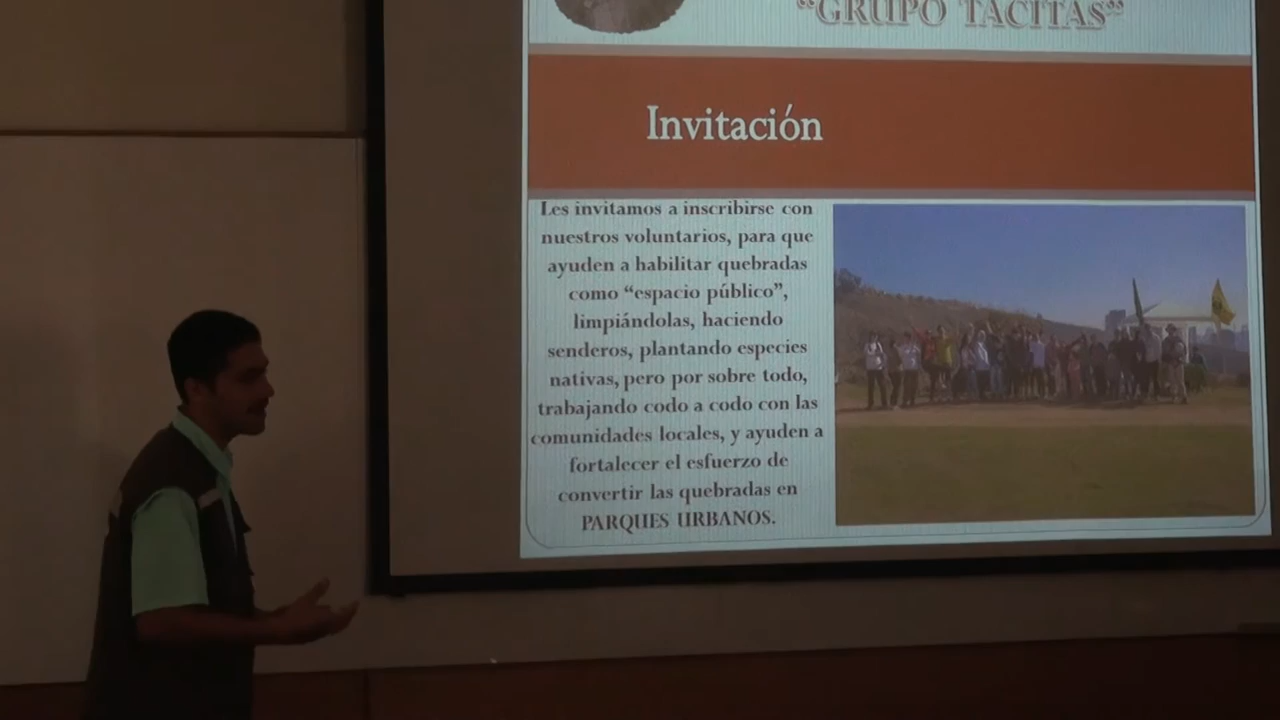 “GRUPO TACITAS”
Invitación
Les invitamos a inscribirse con
nuestros voluntarios, para que
ayuden a habilitar quebradas
como “espacio público”,
limpiándolas, haciendo
senderos, plantando especies
nativas, pero por sobre todo,
trabajando codo a codo con las
comunidades locales, y ayuden a
fortalecer el esfuerzo de
convertir las quebradas en
PARQUES URBANOS.